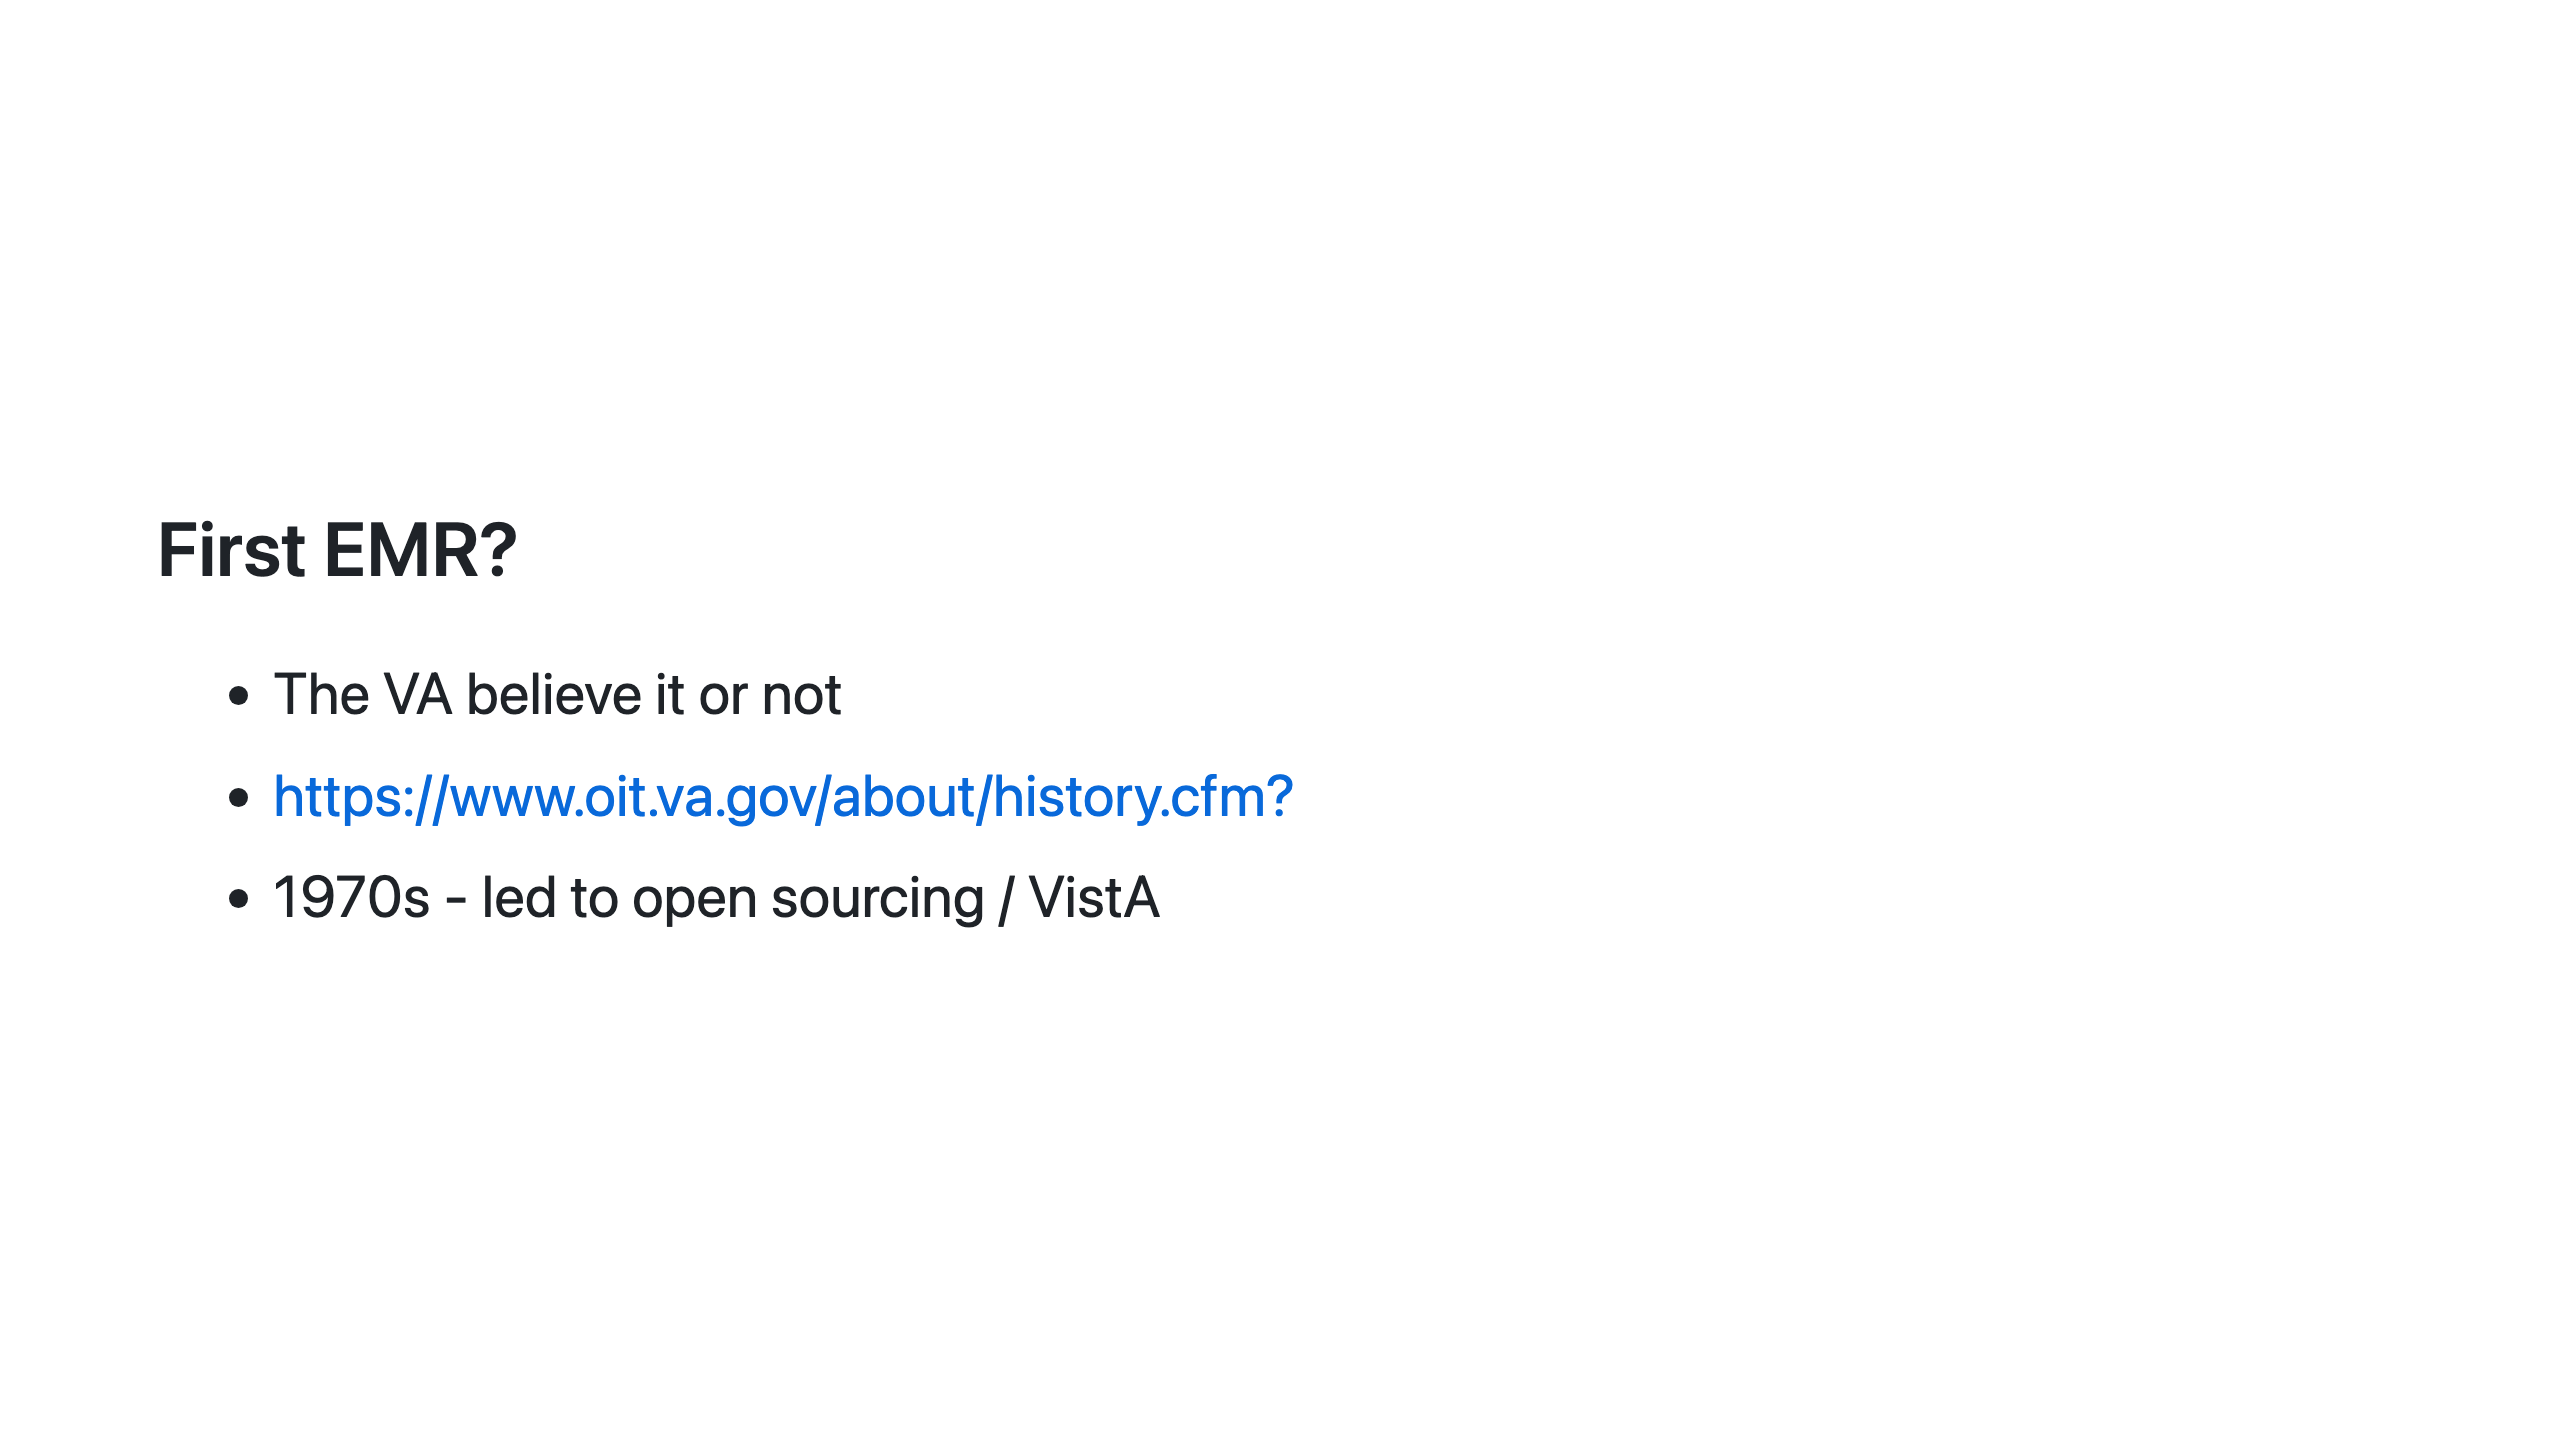 First EMR?
• The VA believe it or not
• https://www.oit.va.gov/about/history.cfm?
• 1970s - led to open sourcing / VistA